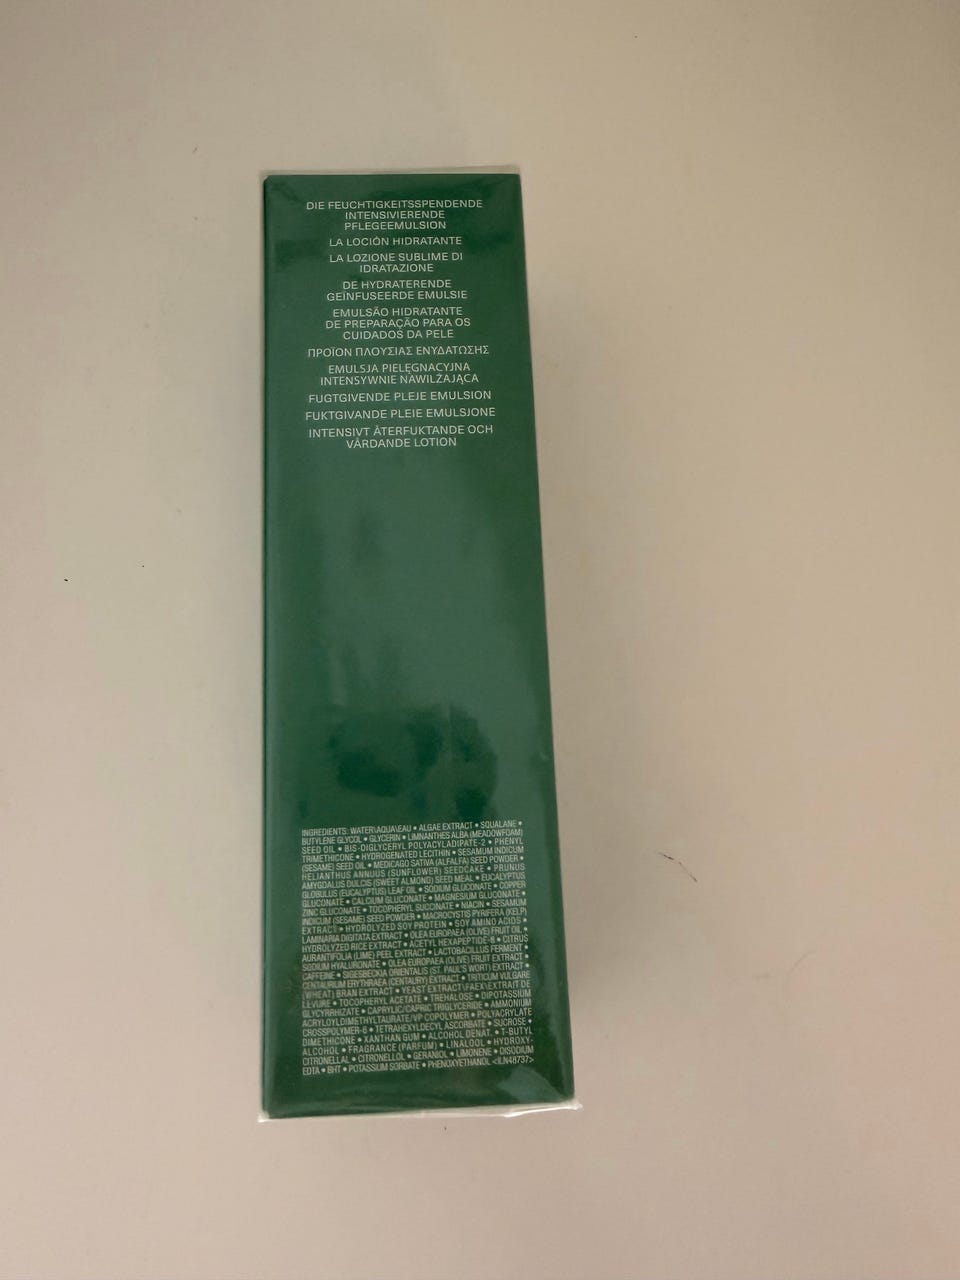 DIE FEUCHTIGKEITSSPENDENDE
INTENSIVIERENDE
PFLEGEEMULSION
LA LOCIÓN HIDRATANTE
LA LOZIONE SUBLIME DI
IDRATAZIONE
DE HYDRATERENDE
GEÏNFUSEERDE EMULSIE
EMULSÃO HIDRATANTE
DE PREPARAÇÃO PARA OS
CUIDADOS DA PELE
ΠΡΟΪΟΝ ΠΛΟΥΣΙΑΣ ΕΝΥΔΑΤΩΣΗΣ
EMULSJA PIELĘGNACYJNA
INTENSYWNIE NAWILŻAJĄCA
FUGTGIVENDE PLEJE EMULSION
FUKTGIVANDE PLEIE EMULSJONE
INTENSIVT ÅTERFUKTANDE OCH
VÅRDANDE LOTION
INGREDIENTS: WATER\AQUA\EAU • ALGAE EXTRACT • SQUALANE •
BUTYLENE GLYCOL • GLYCERIN • LIMNANTHES ALBA (MEADOWFOAM)
SEED OIL • BIS-DIGLYCERYL POLYACYLADIPATE-2 • PHENYL
TRIMETHICONE • HYDROGENATED LECITHIN • SESAMUM INDICUM
(SESAME) SEED OIL • MEDICAGO SATIVA (ALFALFA) SEED POWDER •
HELIANTHUS ANNUUS (SUNFLOWER) SEEDCAKE • PRUNUS
AMYGDALUS DULCIS (SWEET ALMOND) SEED MEAL • EUCALYPTUS
GLOBULUS (EUCALYPTUS) LEAF OIL • SODIUM GLUCONATE • COPPER
GLUCONATE • CALCIUM GLUCONATE • MAGNESIUM GLUCONATE •
ZINC GLUCONATE • TOCOPHERYL SUCCINATE • NIACIN • SESAMUM
INDICUM (SESAME) SEED POWDER • MACROCYSTIS PYRIFERA (KELP)
EXTRACT • HYDROLYZED SOY PROTEIN • SOY AMINO ACIDS •
LAMINARIA DIGITATA EXTRACT • OLEA EUROPAEA (OLIVE) FRUIT OIL •
HYDROLYZED RICE EXTRACT • ACETYL HEXAPEPTIDE-8 • CITRUS
AURANTIFOLIA (LIME) PEEL EXTRACT • LACTOBACILLUS FERMENT •
SODIUM HYALURONATE • OLEA EUROPAEA (OLIVE) FRUIT EXTRACT •
CAFFEINE • SIGESBECKIA ORIENTALIS (ST. PAUL'S WORT) EXTRACT •
CENTAURIUM ERYTHRAEA (CENTAURY) EXTRACT • TRITICUM VULGARE
(WHEAT) BRAN EXTRACT • YEAST EXTRACT\FAEX\EXTRAIT DE
LEVURE • TOCOPHERYL ACETATE • TREHALOSE • DIPOTASSIUM
GLYCYRRHIZATE • CAPRYLIC/CAPRIC TRIGLYCERIDE • AMMONIUM
ACRYLOYLDIMETHYLTAURATE/VP COPOLYMER • POLYACRYLATE
CROSSPOLYMER-6 • TETRAHEXYLDECYL ASCORBATE • SUCROSE •
DIMETHICONE • XANTHAN GUM • ALCOHOL DENAT. • T-BUTYL
ALCOHOL • FRAGRANCE (PARFUM) • LINALOOL • HYDROXY-
CITRONELLAL • CITRONELLOL • GERANIOL • LIMONENE • DISODIUM
EDTA • BHT • POTASSIUM SORBATE • PHENOXYETHANOL <ILN48737>